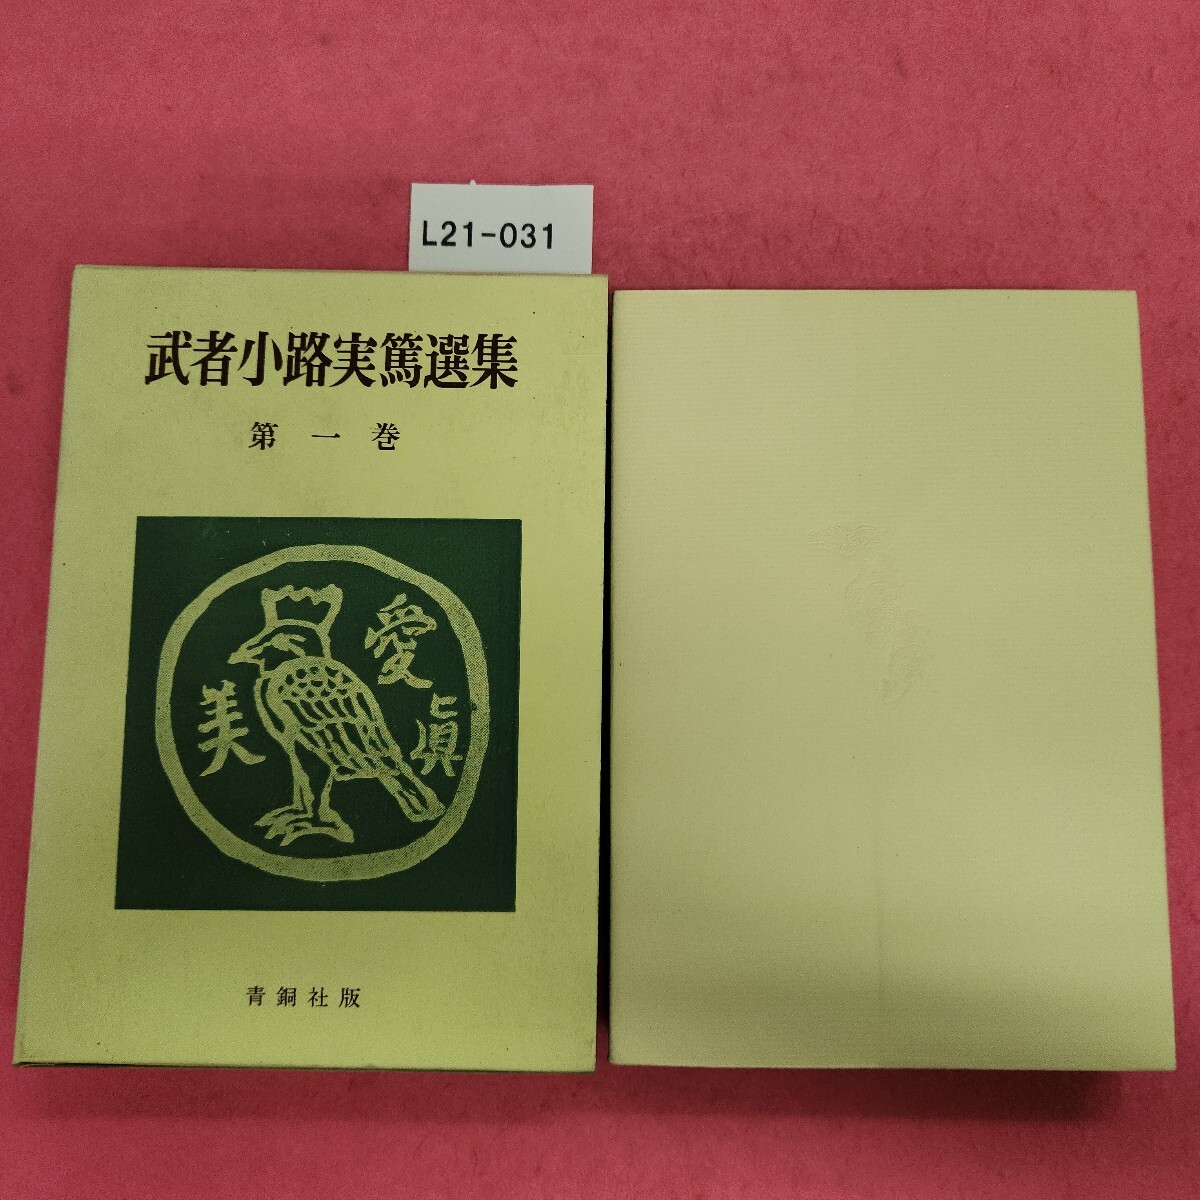 L21-031
武者小路実篤選集
第一巻
愛
眞
美
青銅社版